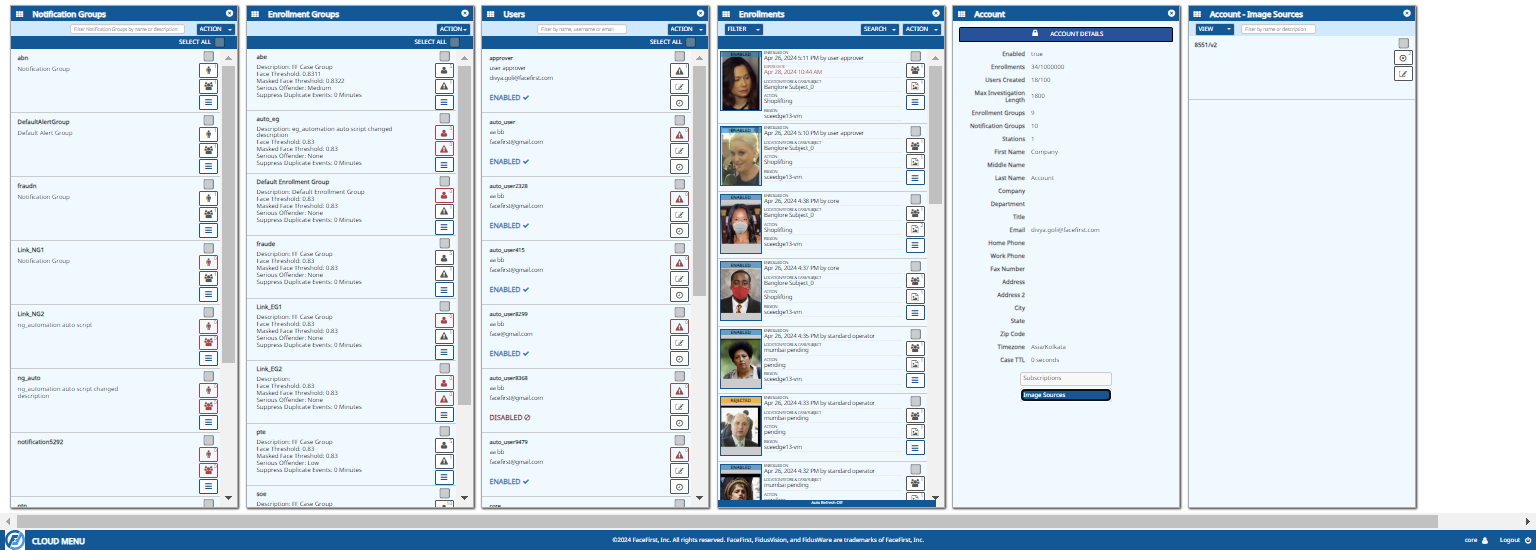 Notification Groups
Filter Notification Groups by name or description
ACTION
SELECT ALL
abn
Notification Group
DefaultAlertGroup
Default Alert Group
fraudn
Notification Group
Link_NG1
Notification Group
Link_NG2
ng_automation auto script
ng_auto
ng_automation auto script changed
description
notification5292
Enrollment Groups
ACTION
SELECT ALL
abe
Description: FF Case Group
Face Threshold: 0.8311
Masked Face Threshold: 0.8322
Serious Offender: Medium
Suppress Duplicate Events: 0 Minutes
auto_eg
Description: eg_automation auto script changed
description
Face Threshold: 0.83
Masked Face Threshold: 0.83
Serious Offender: None
Suppress Duplicate Events: 0 Minutes
Default Enrollment Group
Description: Default Enrollment Group
Face Threshold: 0.83
Masked Face Threshold: 0.83
Serious Offender: None
Suppress Duplicate Events: 0 Minutes
fraude
Description: FF Case Group
Face Threshold: 0.83
Masked Face Threshold: 0.83
Serious Offender: None
Suppress Duplicate Events: 0 Minutes
Link_EG1
Description: FF Case Group
Face Threshold: 0.83
Masked Face Threshold: 0.83
Serious Offender: None
Suppress Duplicate Events: 0 Minutes
Link_EG2
Description:
Face Threshold: 0.83
Masked Face Threshold: 0.83
Serious Offender: None
Suppress Duplicate Events: 0 Minutes
pte
Description: FF Case Group
Face Threshold: 0.83
Masked Face Threshold: 0.83
Serious Offender: Low
Suppress Duplicate Events: 0 Minutes
soe
Description: FF Case Group
Users
Filter by name, username or email
ACTION
SELECT ALL
approver
user approver
divya.goli@facefirst.com
ENABLED
auto_user
aa bb
facefirst@gmail.com
ENABLED
auto_user2328
aa bb
facefirst@gmail.com
ENABLED
auto_user415
aa bb
facefirst@gmail.com
ENABLED
auto_user8299
aa bb
face@gmail.com
ENABLED
auto_user8368
aa bb
facefirst@gmail.com
DISABLED
auto_user9479
aa bb
facefirst@gmail.com
ENABLED
core
Enrollments
FILTER
SEARCH
ACTION
ENABLED
ENROLLED ON
Apr 26, 2024 5:11 PM by user approver
Apr 28, 2024 10:44 AM
LOCATION/STORE & CASE/SUBJECT
Banglore Subject_D
ACTION
Shoplifting
REGION
sceedge13-vm
ENABLED
ENROLLED ON
Apr 26, 2024 5:10 PM by user approver
LOCATION/STORE & CASE/SUBJECT
Banglore Subject_D
ACTION
Shoplifting
REGION
sceedge13-vm
ENABLED
ENROLLED ON
Apr 26, 2024 4:38 PM by core
LOCATION/STORE & CASE/SUBJECT
Banglore Subject_D
ACTION
Shoplifting
REGION
sceedge13-vm
ENABLED
ENROLLED ON
Apr 26, 2024 4:37 PM by core
LOCATION/STORE & CASE/SUBJECT
Banglore Subject_D
ACTION
Shoplifting
REGION
sceedge13-vm
ENABLED
ENROLLED ON
Apr 26, 2024 4:35 PM by standard operator
LOCATION/STORE & CASE/SUBJECT
mumbai pending
ACTION
pending
REGION
sceedge13-vm
REJECTED
ENROLLED ON
Apr 26, 2024 4:33 PM by standard operator
LOCATION/STORE & CASE/SUBJECT
mumbai pending
ACTION
pending
REGION
sceedge13-vm
ENABLED
ENROLLED ON
Apr 26, 2024 4:32 PM by standard operator
LOCATION/STORE & CASE/SUBJECT
mumbai pending
ACTION
Auto Refresh Off
Account
ACCOUNT DETAILS
Enabled true
Enrollments 34/1000000
Users Created 18/100
Max Investigation
Length 1800
Enrollment Groups 9
Notification Groups 10
Stations 1
First Name Company
Middle Name
Last Name Account
Company
Department
Title
Email divya.goli@facefirst.com
Home Phone
Work Phone
Fax Number
Address
Address 2
City
State
Zip Code
Timezone Asia/Kolkata
Case TTL 0 seconds
Subscriptions
Image Sources
Account - Image Sources
VIEW
Filter by name or description
8551/v2
CLOUD MENU
©2024 FaceFirst, Inc. All rights reserved. FaceFirst, FidusVision, and FidusWare are trademarks of FaceFirst, Inc.
core
Logout